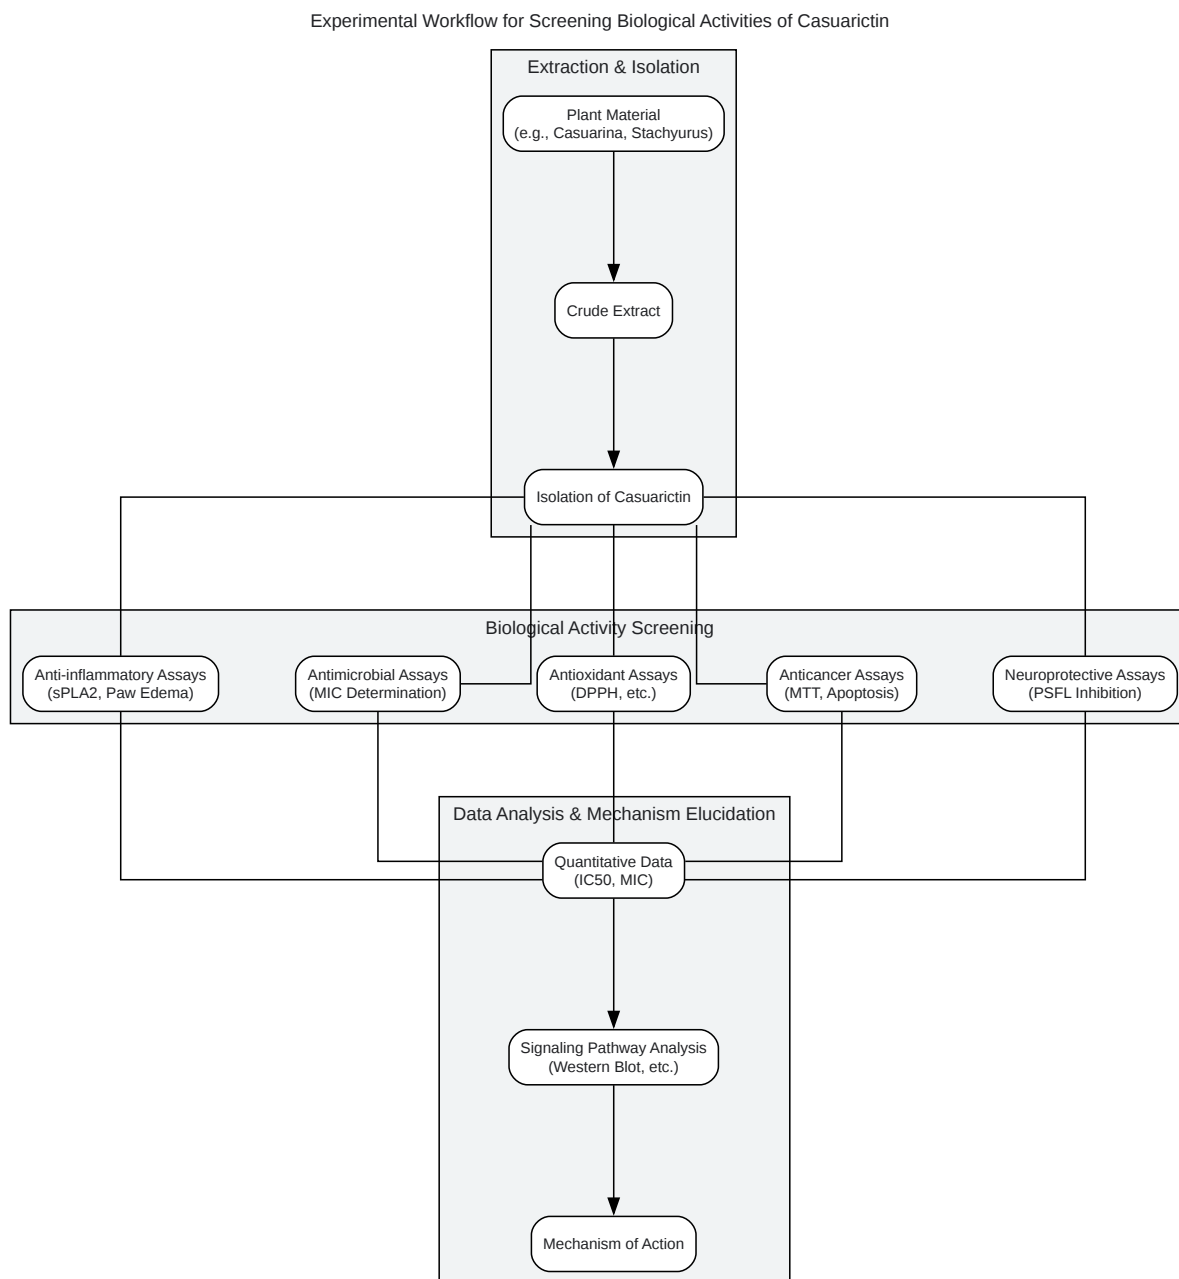 Experimental Workflow for Screening Biological Activities of Casuarictin
Extraction & Isolation
Plant Material
(e.g., Casuarina, Stachyurus)
Crude Extract
Isolation of Casuarictin
Biological Activity Screening
Anti-inflammatory Assays
(sPLA2, Paw Edema)
Antimicrobial Assays
(MIC Determination)
Antioxidant Assays
(DPPH, etc.)
Anticancer Assays
(MTT, Apoptosis)
Neuroprotective Assays
(PSFL Inhibition)
Data Analysis & Mechanism Elucidation
Quantitative Data
(IC50, MIC)
Signaling Pathway Analysis
(Western Blot, etc.)
Mechanism of Action